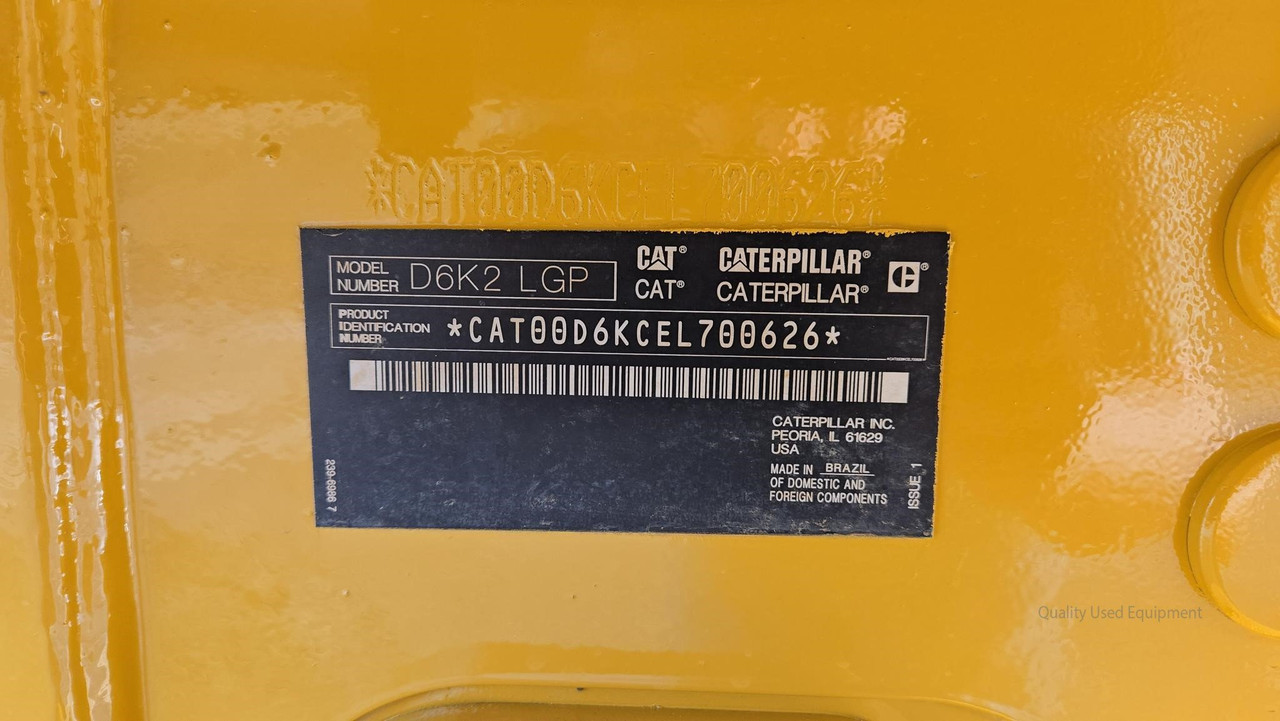 *CAT00D6KCEL700626*
MODEL NUMBER D6K2 LGP
CAT® CATERPILLAR®
CAT® CATERPILLAR®
C®
PRODUCT IDENTIFICATION NUMBER *CAT00D6KCEL700626*
CATERPILLAR INC.
PEORIA, IL 61629
USA
MADE IN BRAZIL
OF DOMESTIC AND
FOREIGN COMPONENTS
239-6986 7
ISSUE 1
Quality Used Equipment